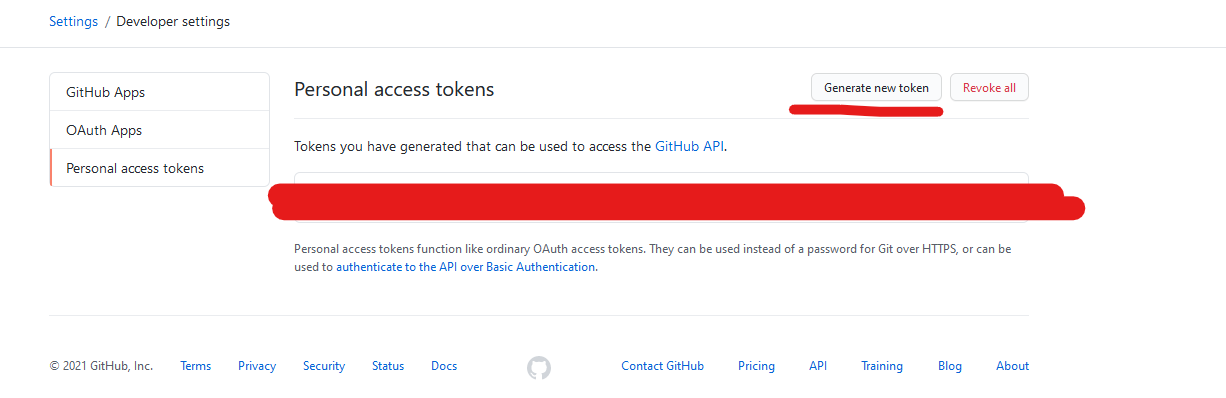 Settings / Developer settings
GitHub Apps
OAuth Apps
Personal access tokens
Personal access tokens
Generate new token
Revoke all
Tokens you have generated that can be used to access the GitHub API.
Personal access tokens function like ordinary OAuth access tokens. They can be used instead of a password for Git over HTTPS, or can be
used to authenticate to the API over Basic Authentication.
© 2021 GitHub, Inc. Terms Privacy Security Status Docs Contact GitHub Pricing API Training Blog About